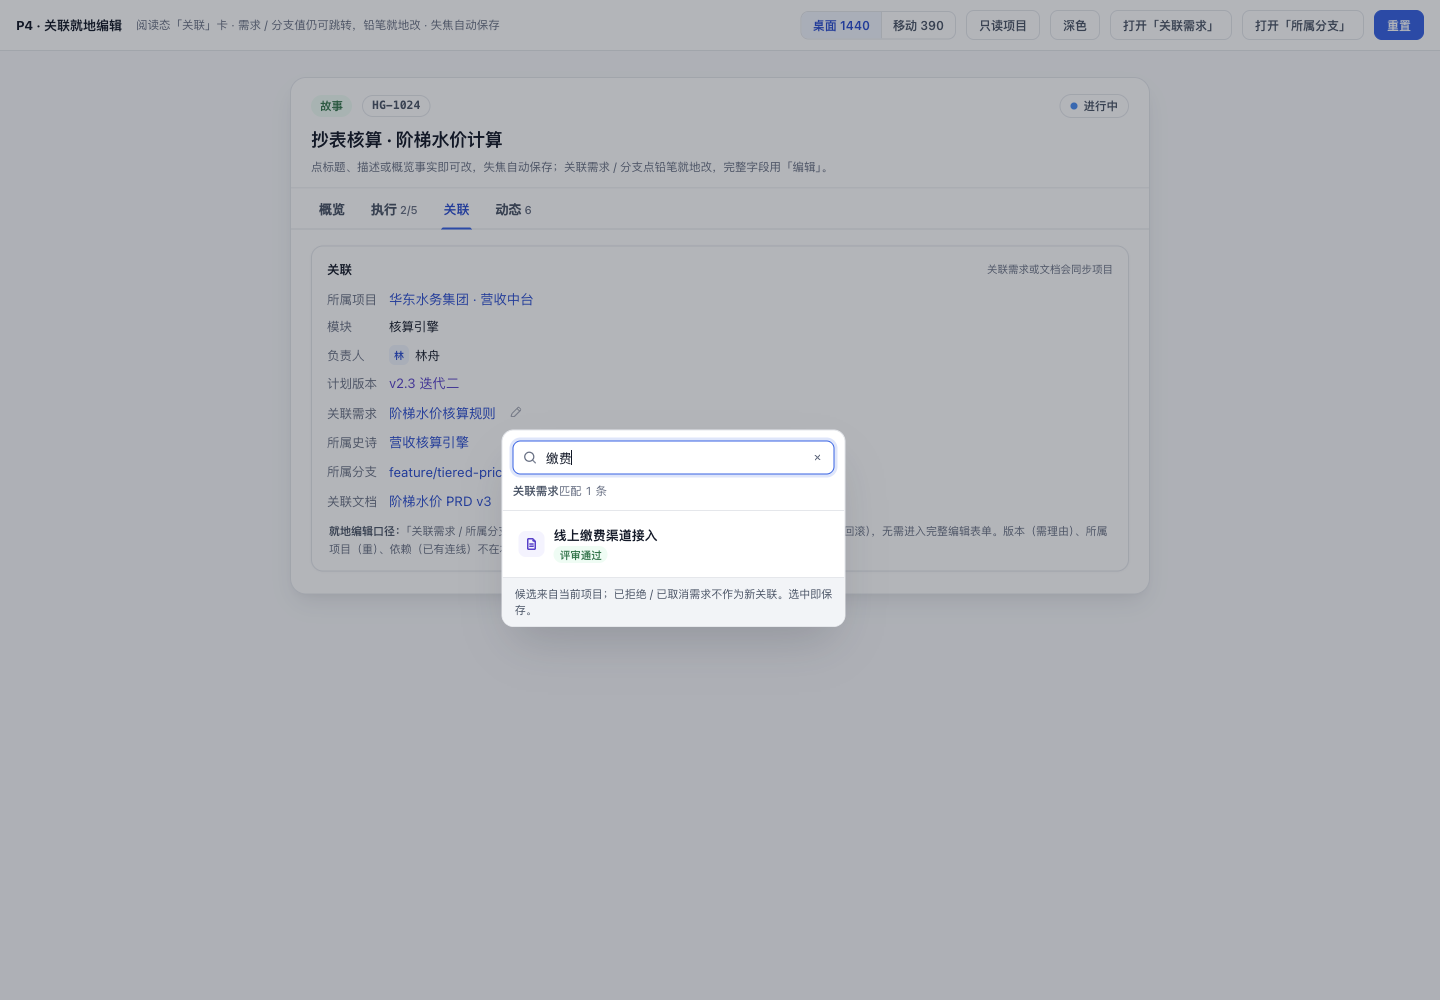 P4 · 关联就地编辑 阅读态「关联」卡 · 需求 / 分支值仍可跳转，铅笔就地改 · 失焦自动保存 桌面 1440 移动 390 只读项目 深色 打开「关联需求」 打开「所属分支」 重置
故事 HG-1024 进行中
抄表核算 · 阶梯水价计算
点标题、描述或概览事实即可改，失焦自动保存；关联需求 / 分支点铅笔就地改，完整字段用「编辑」。
概览 执行 2/5 关联 动态 6
关联 关联需求或文档会同步项目
所属项目 华东水务集团 · 营收中台
模块 核算引擎
负责人 林 林舟
计划版本 v2.3 迭代二
关联需求 阶梯水价核算规则
所属史诗 营收核算引擎
所属分支 feature/tiered-pric
关联文档 阶梯水价 PRD v3
就地编辑口径：「关联需求 / 所属分 回滚），无需进入完整编辑表单。版本（需理由）、所属
项目（重）、依赖（已有连线）不在
缴费 ×
关联需求匹配 1 条
线上缴费渠道接入
评审通过
候选来自当前项目；已拒绝 / 已取消需求不作为新关联。选中即保
存。